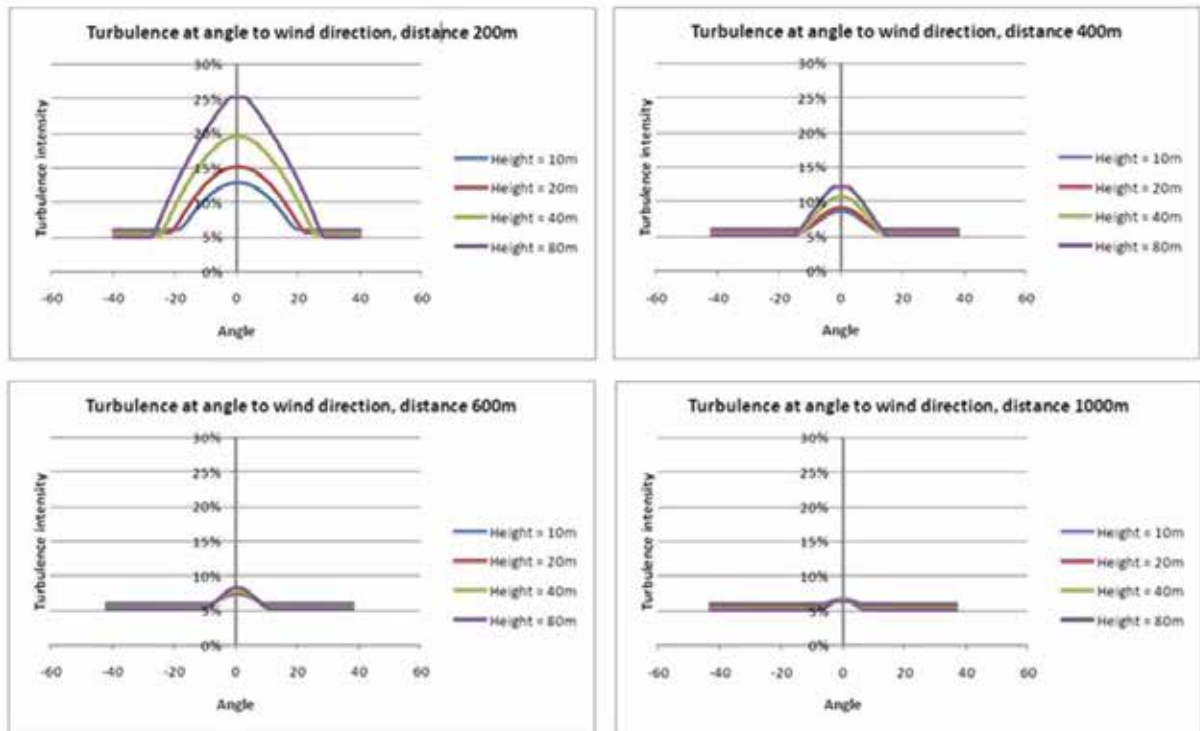 Turbulence at angle to wind direction, distance 200m
30%
25%
20%
15%
10%
5%
0%
-60 -40 -20 0 20 40 60
Turbulence intensity
Angle
Height = 10m
Height = 20m
Height = 40m
Height = 80m
Turbulence at angle to wind direction, distance 400m
30%
25%
20%
15%
10%
5%
0%
-60 -40 -20 0 20 40 60
Turbulence intensity
Angle
Height = 10m
Height = 20m
Height = 40m
Height = 80m
Turbulence at angle to wind direction, distance 600m
30%
25%
20%
15%
10%
5%
0%
-60 -40 -20 0 20 40 60
Turbulence intensity
Angle
Height = 10m
Height = 20m
Height = 40m
Height = 80m
Turbulence at angle to wind direction, distance 1000m
30%
25%
20%
15%
10%
5%
0%
-60 -40 -20 0 20 40 60
Turbulence intensity
Angle
Height = 10m
Height = 20m
Height = 40m
Height = 80m